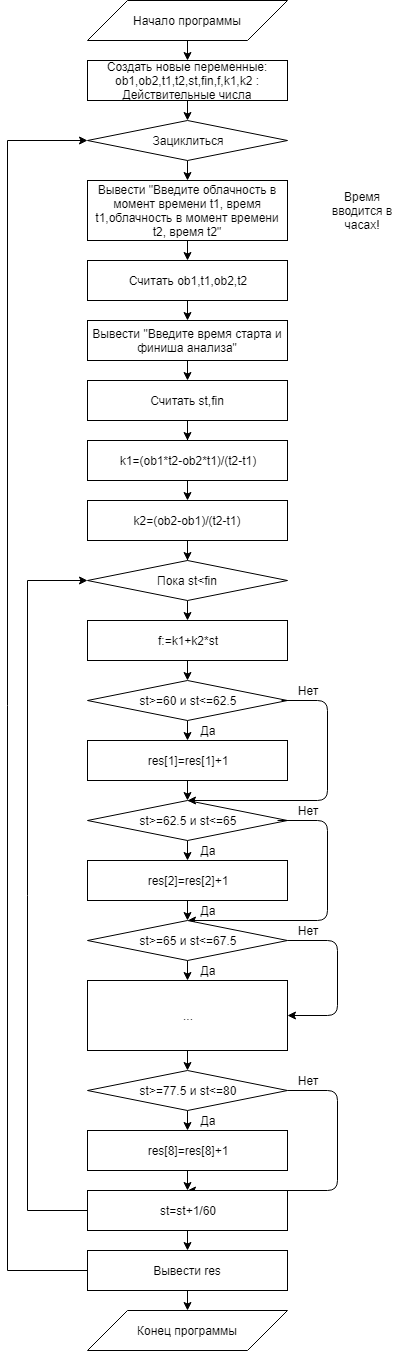 Начало программы
Создать новые переменные:
ob1,ob2,t1,t2,st,fin,f,k1,k2 :
Действительные числа
Зациклиться
Вывести "Введите облачность в
момент времени t1, время
t1,облачность в момент времени
t2, время t2"
Время
вводится в
часах!
Считать ob1,t1,ob2,t2
Вывести "Введите время старта и
финиша анализа"
Считать st,fin
k1=(ob1*t2-ob2*t1)/(t2-t1)
k2=(ob2-ob1)/(t2-t1)
Пока st<fin
f:=k1+k2*st
st>=60 и st<=62.5
Нет
Да
res[1]=res[1]+1
st>=62.5 и st<=65
Нет
Да
res[2]=res[2]+1
Да
st>=65 и st<=67.5
Нет
Да
...
st>=77.5 и st<=80
Нет
Да
res[8]=res[8]+1
st=st+1/60
Вывести res
Конец программы